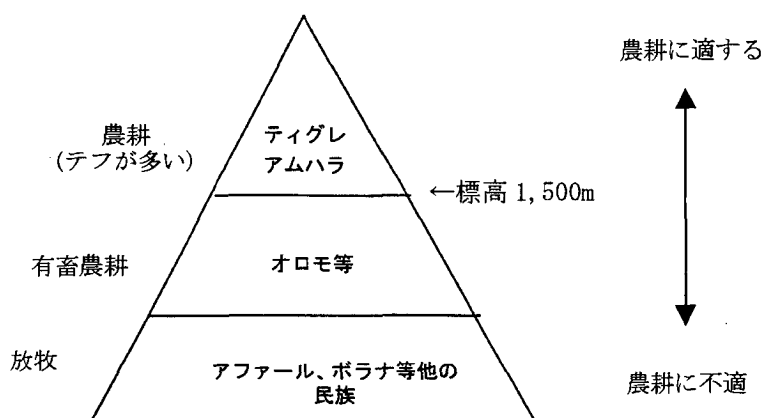 農耕に適する
農耕
(テフが多い)
ティグレ
アムハラ
←標高 1,500m
有畜農耕
オロモ等
放牧
アファール、ボラナ等他の
民族
農耕に不適